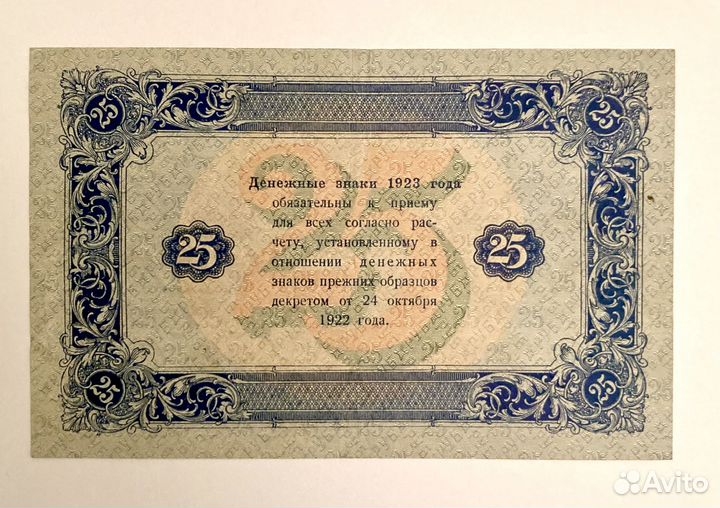 25
25
Денежные знаки 1923 года
обязательны к приему
для всех согласно рас-
чету, установленному в
отношении денежных
знаков прежних образцов
декретом от 24 октября
1922 года.
25
25
25
25
25
Avito